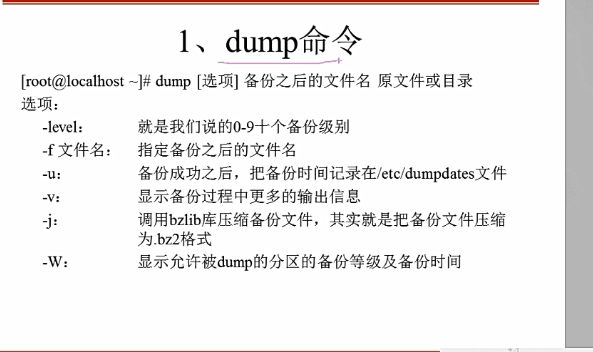 1、dump命令
[root@localhost ~]# dump [选项] 备份之后的文件名 原文件或目录
选项：
-level： 就是我们说的0-9十个备份级别
-f 文件名： 指定备份之后的文件名
-u： 备份成功之后，把备份时间记录在/etc/dumpdates文件
-v： 显示备份过程中更多的输出信息
-j： 调用bzlib库压缩备份文件，其实就是把备份文件压缩
为.bz2格式
-W： 显示允许被dump的分区的备份等级及备份时间